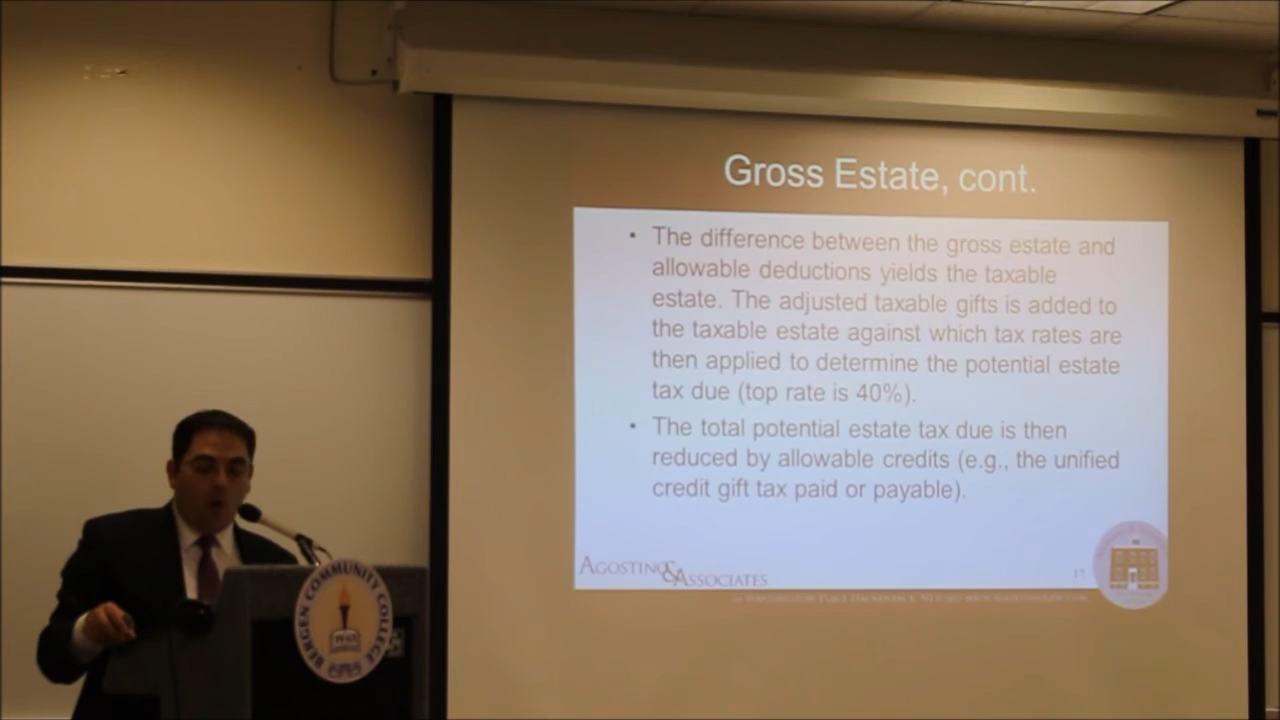 Gross Estate, cont.
• The difference between the gross estate and
allowable deductions yields the taxable
estate. The adjusted taxable gifts is added to
the taxable estate against which tax rates are
then applied to determine the potential estate
tax due (top rate is 40%).
• The total potential estate tax due is then
reduced by allowable credits (e.g., the unified
credit gift tax paid or payable).
AGOSTINO & ASSOCIATES
17
BERGEN COMMUNITY COLLEGE